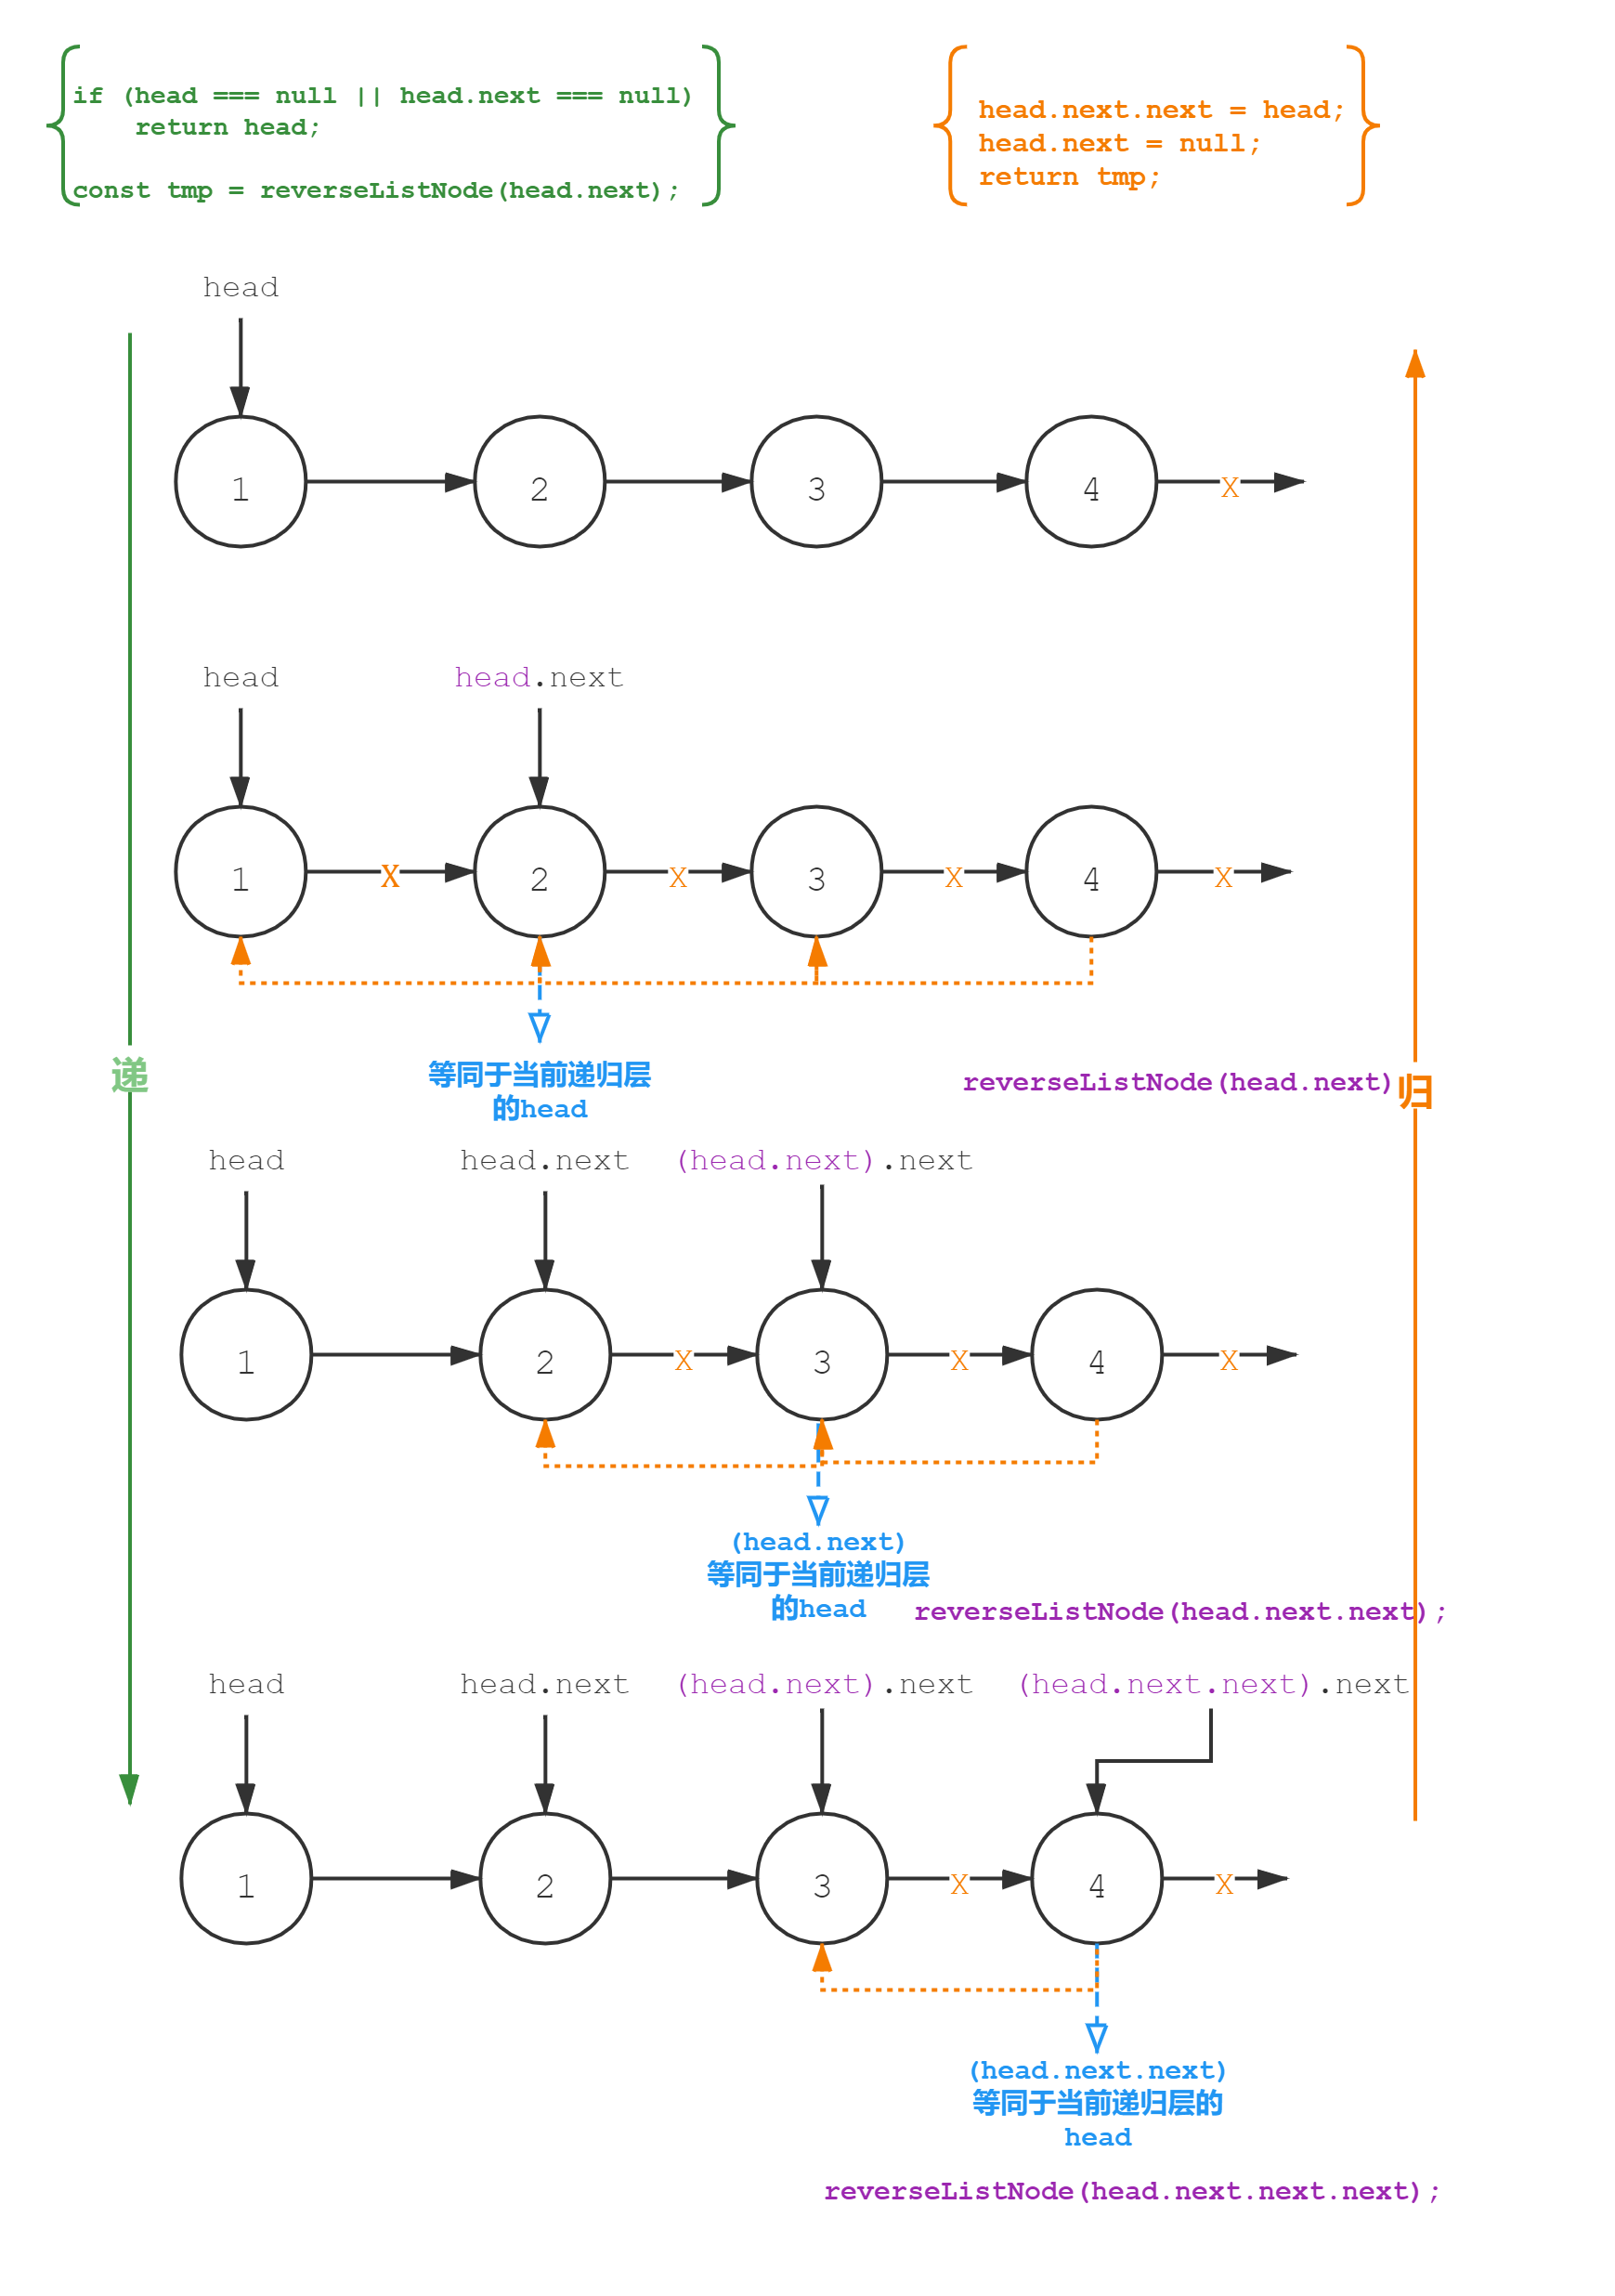 if (head === null || head.next === null)
return head;
const tmp = reverseListNode(head.next);
head.next.next = head;
head.next = null;
return tmp;
head
1
2
3
4
X
head
head.next
1
X
2
X
3
X
4
X
递
等同于当前递归层
的head
reverseListNode(head.next)
归
head
head.next
(head.next).next
1
2
X
3
X
4
X
(head.next)
等同于当前递归层
的head
reverseListNode(head.next.next);
head
head.next
(head.next).next
(head.next.next).next
1
2
3
X
4
X
(head.next.next)
等同于当前递归层的
head
reverseListNode(head.next.next.next);